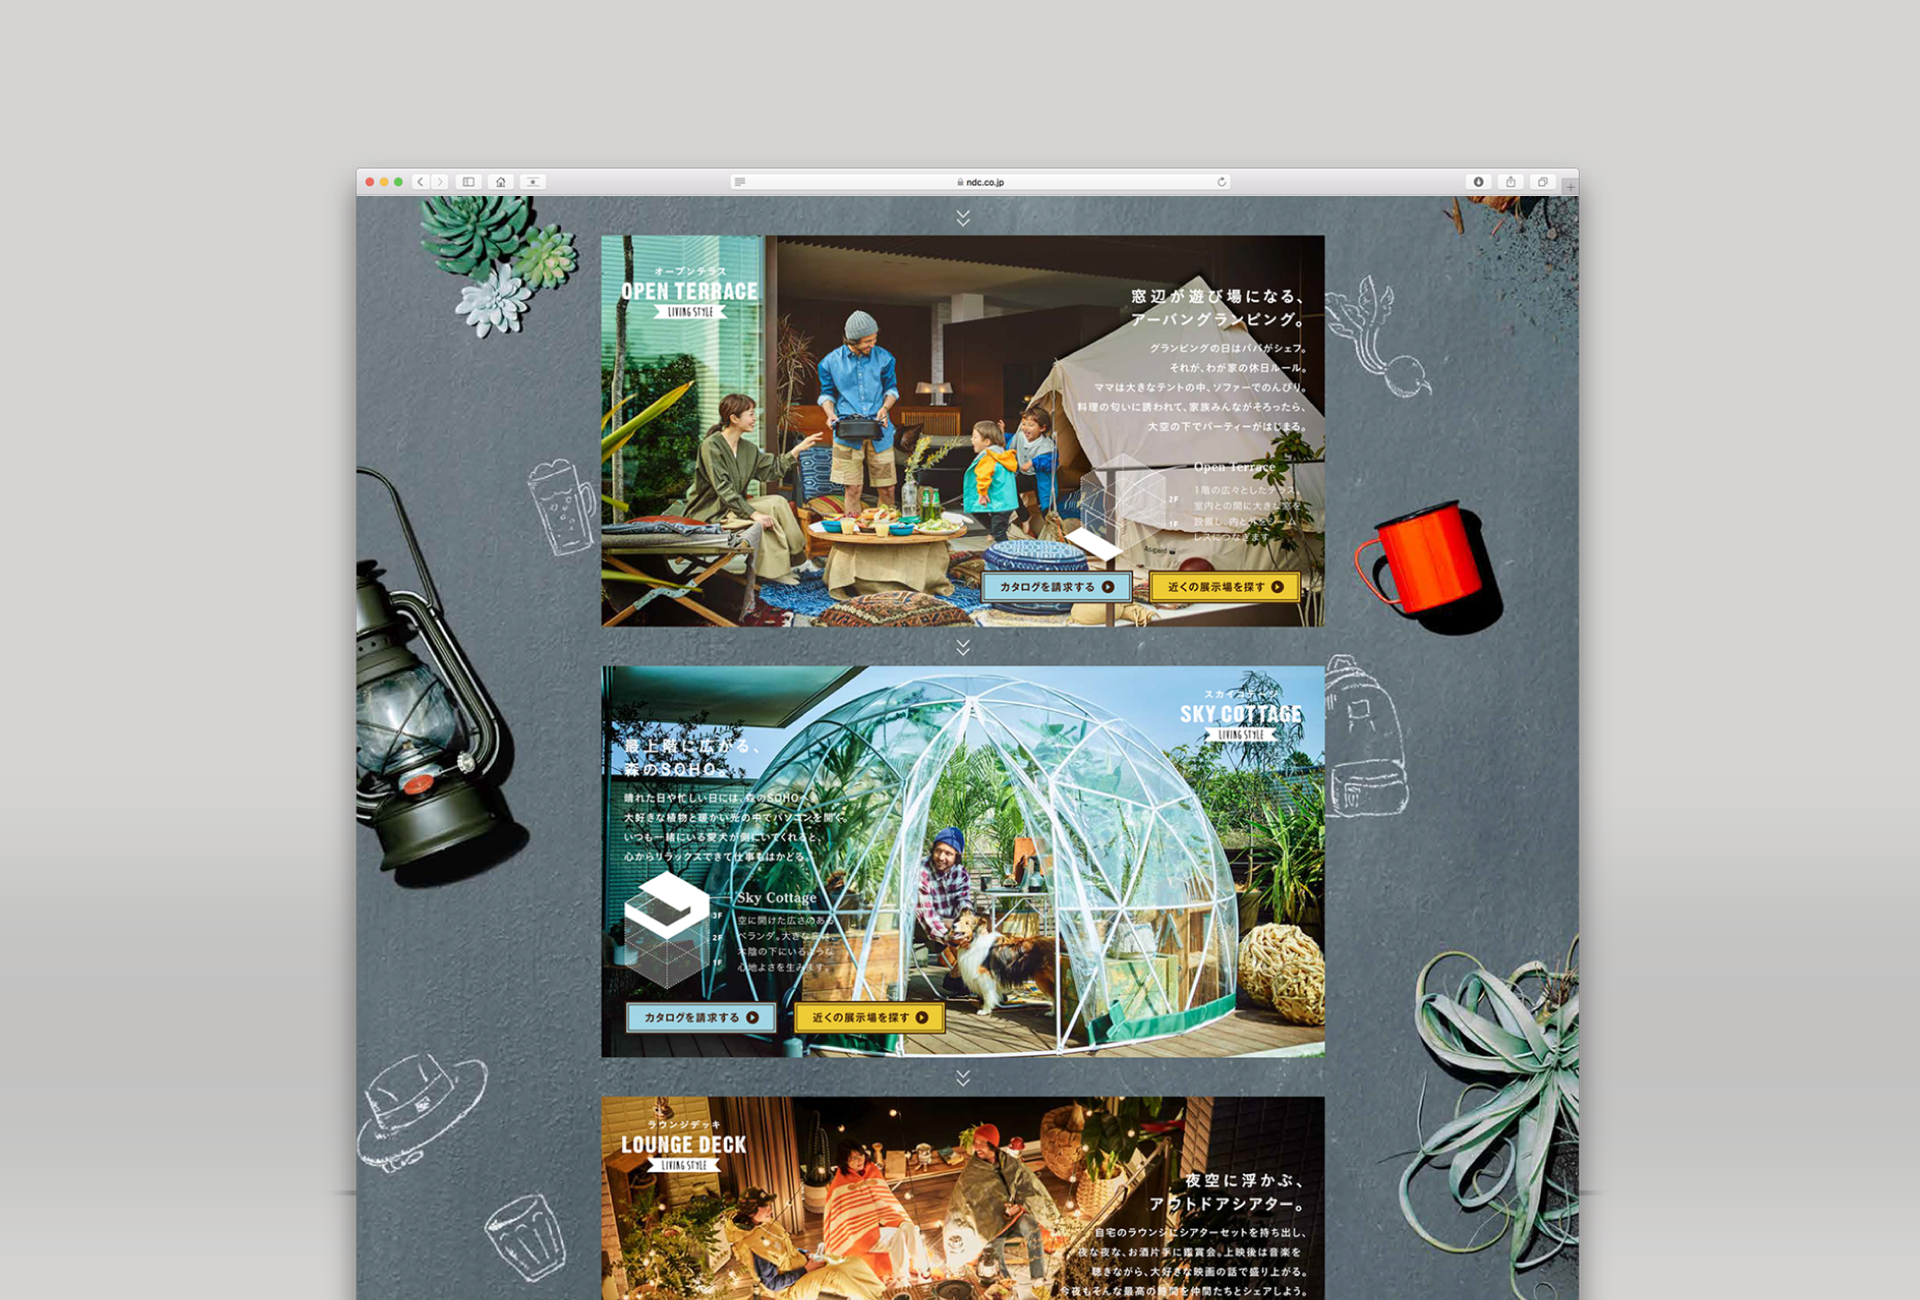 ndc.co.jp
オープンテラス
OPEN TERRACE
LIVING STYLE
窓辺が遊び場になる、
アーバングランピング。
グランピングの日はパパがシェフ。
それが、わが家の休日ルール。
ママは大きなテントの中、ソファーでのんびり。
料理の匂いに誘われて、家族みんながそろったら、
大空の下でパーティーがはじまる。
Open Terrace
1階の広々としたテラス。
室内との間に大きな窓を
設置し、内と外を
レスにつなぎます
2F
1F
Asgard
カタログを請求する
近くの展示場を探す
スカイコテージ
SKY COTTAGE
LIVING STYLE
最上階に広がる、
森のSOHO。
晴れた日や忙しい日には、森のSOHOへ。
大好きな植物と暖かい光の中でパソコンを開く。
いつも一緒にいる愛犬が側にいてくれると、
心からリラックスできて仕事もはかどる。
Sky Cottage
空に開けた広さのある
ベランダ。大きな
木陰の下にいるような
心地よさを生みます。
3F
2F
1F
カタログを請求する
近くの展示場を探す
ラウンジデッキ
LOUNGE DECK
LIVING STYLE
夜空に浮かぶ、
アウトドアシアター。
自宅のラウンジにシアターセットを持ち出し、
夜な夜な、お酒片手に鑑賞会。上映後は音楽を
聴きながら、大好きな映画の話で盛り上がる。
今夜もそんな最高の時間を仲間たちとシェアしよう。